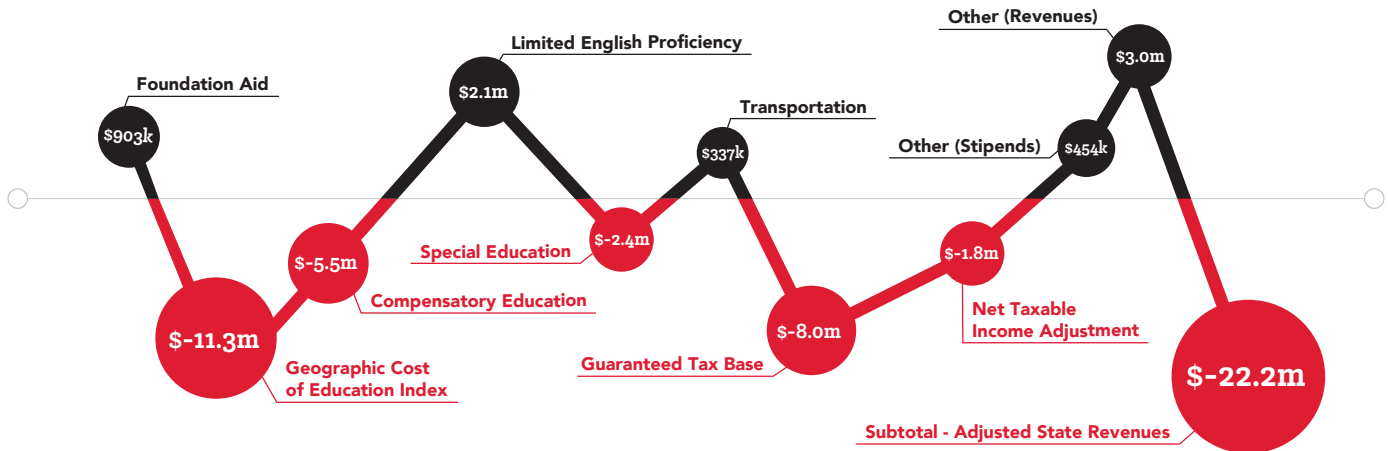 Foundation Aid
$903k
$-11.3m
Geographic Cost
of Education Index
$-5.5m
Compensatory Education
Limited English Proficiency
$2.1m
Special Education
$-2.4m
Transportation
$337k
Guaranteed Tax Base
$-8.0m
$-1.8m
Net Taxable
Income Adjustment
Other (Stipends)
$454k
Other (Revenues)
$3.0m
$-22.2m
Subtotal - Adjusted State Revenues